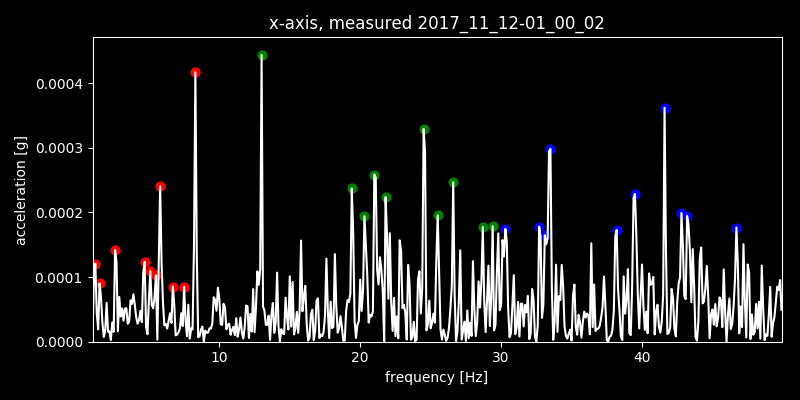 x-axis, measured 2017_11_12-01_00_02
0.0004
0.0003
0.0002
0.0001
0.0000
acceleration [g]
10 20 30 40
frequency [Hz]